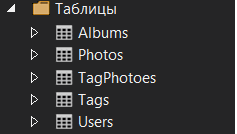 Таблицы
Albums
Photos
TagPhotoes
Tags
Users